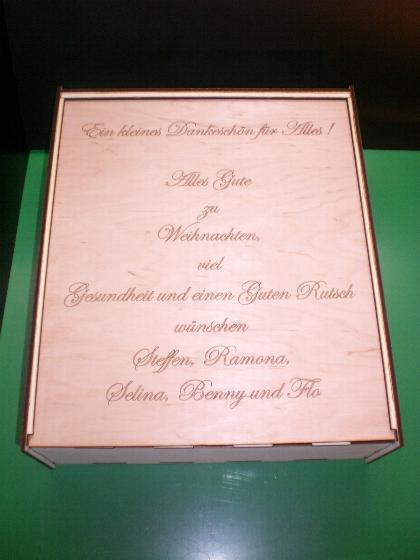 Ein kleines Dankeschön für Alles !
Alles Gute
zu
Weihnachten,
viel
Gesundheit und einen Guten Rutsch
wünschen
Steffen, Ramona,
Selina, Benny und Flo